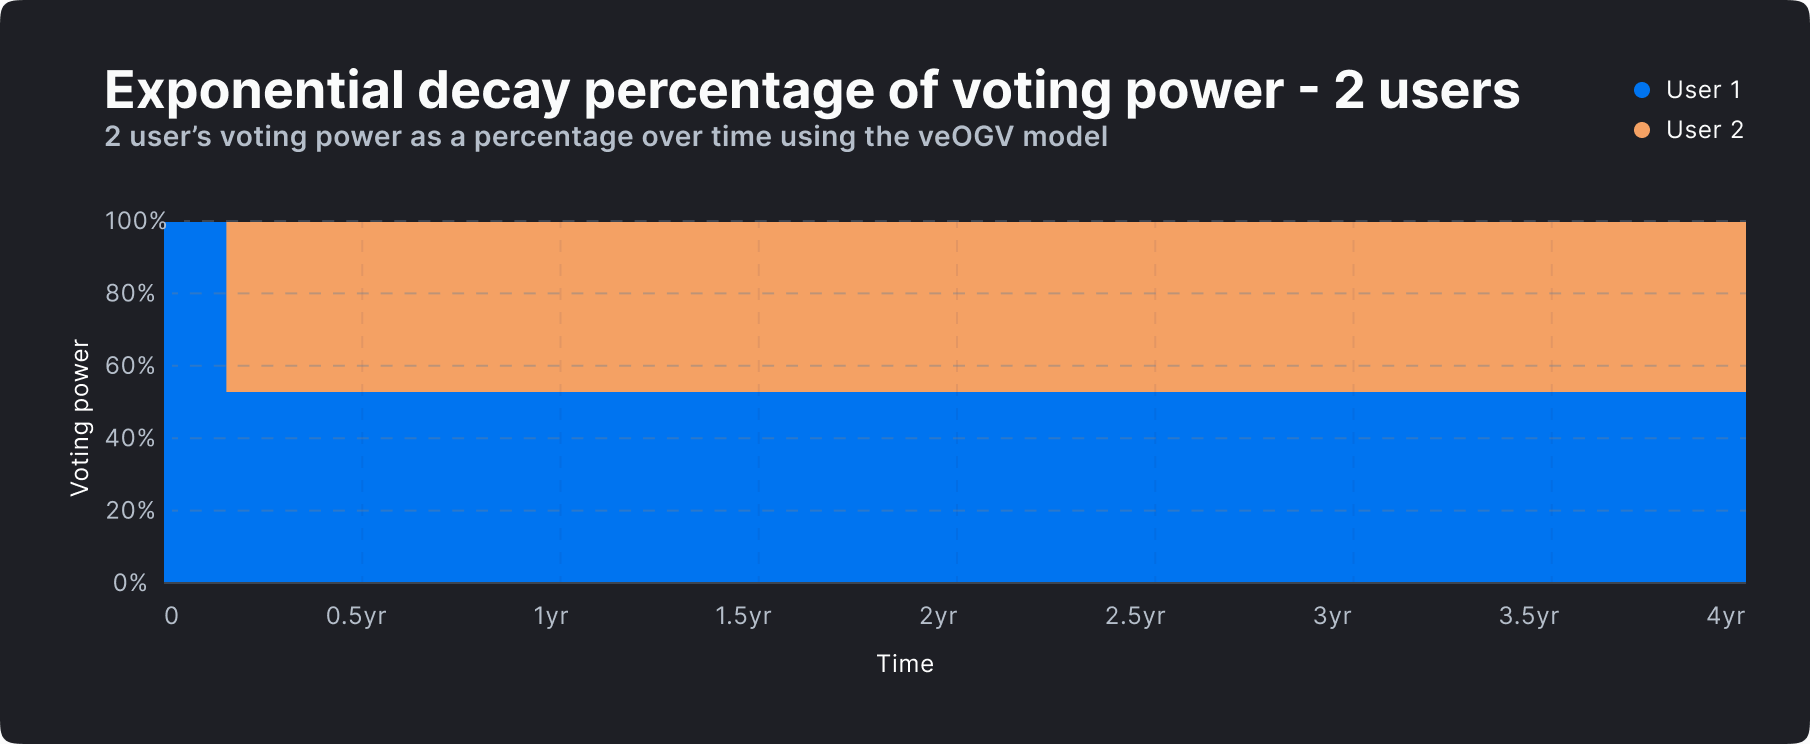 Exponential decay percentage of voting power - 2 users
2 user’s voting power as a percentage over time using the veOGV model
User 1
User 2
100%
80%
60%
40%
20%
0%
Voting power
0 0.5yr 1yr 1.5yr 2yr 2.5yr 3yr 3.5yr 4yr
Time